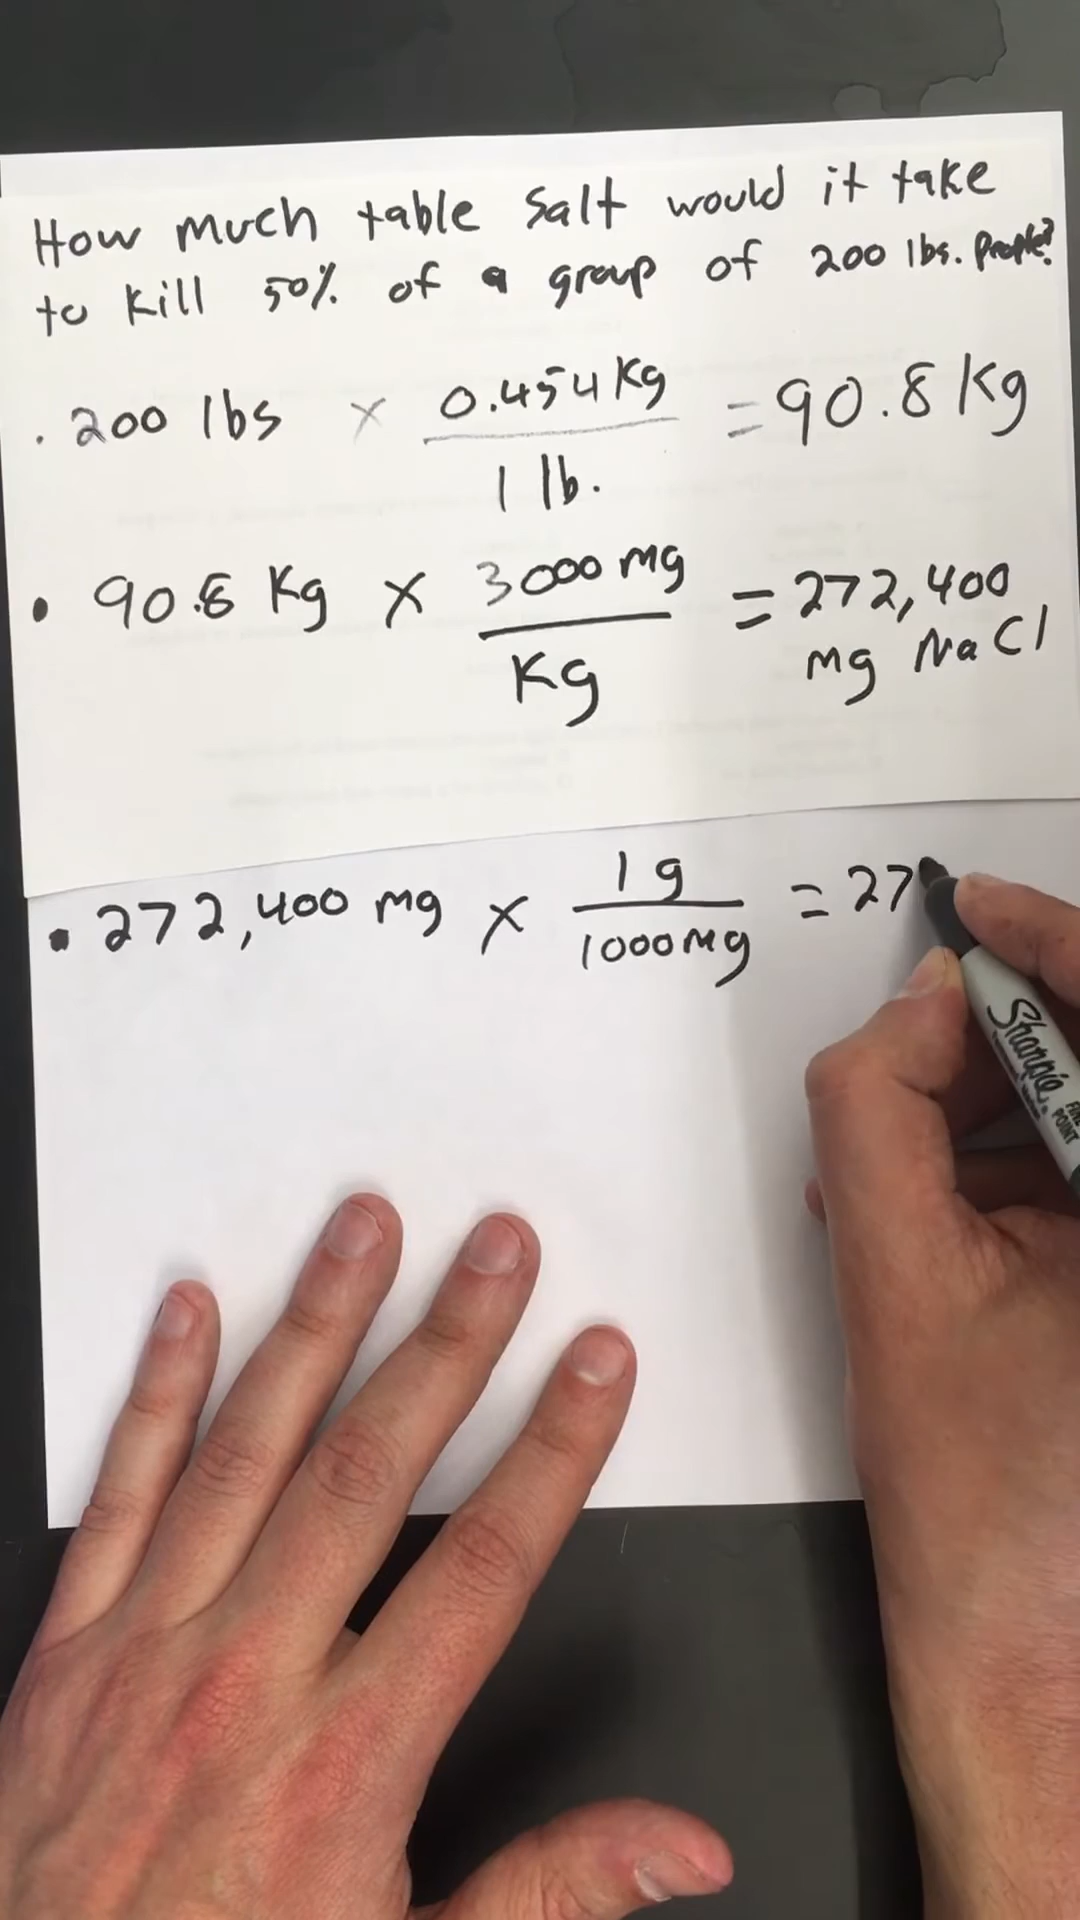 How much table salt would it take
to kill 50% of a group of 200 lbs. People?
. 200 lbs × 0.454 Kg / 1 lb. = 90.8 Kg
• 90.8 Kg × 3000 mg / Kg = 272,400
mg NaCl
• 272,400 mg × 1 g / 1000 mg = 27
Sharpie.
FINE
POINT